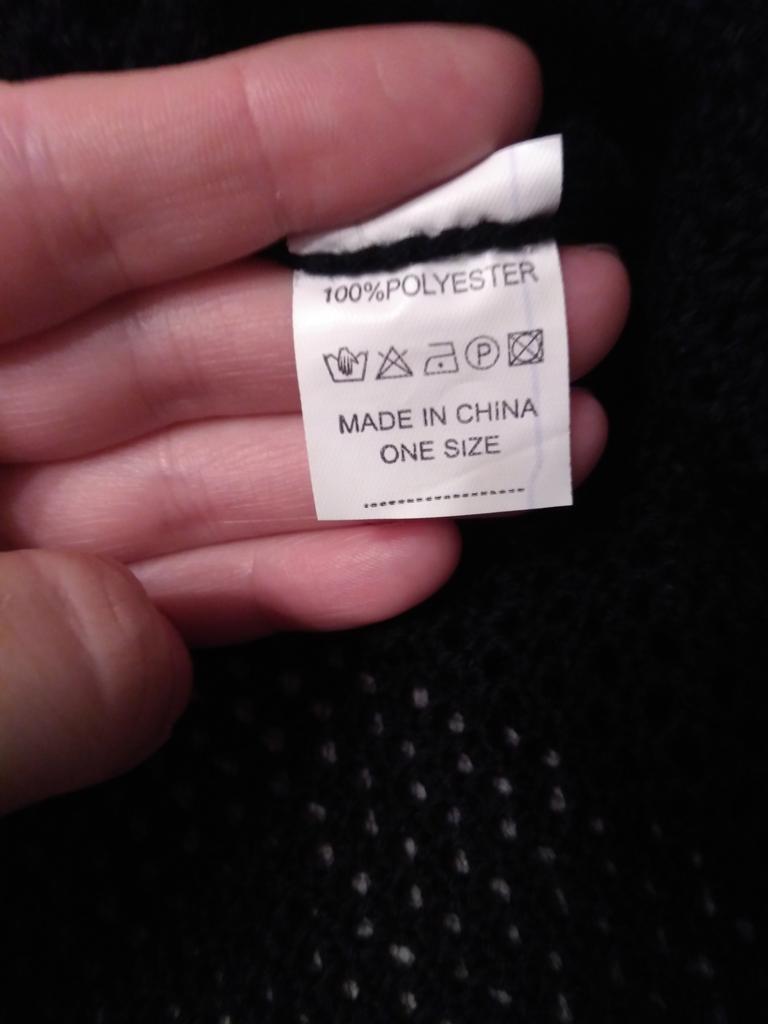 100%POLYESTER
P
MADE IN CHINA
ONE SIZE